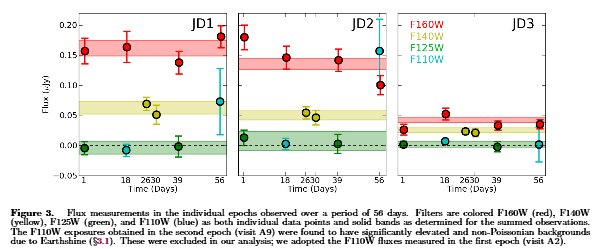 JD1
JD2
JD3
F160W
F140W
F125W
F110W
Flux (μJy)
0.20
0.15
0.10
0.05
0.00
−0.05
1 18 2630 39 56
1 18 2630 39 56
1 18 2630 39 56
Time (Days)
Time (Days)
Time (Days)
Figure 3. Flux measurements in the individual epochs observed over a period of 56 days. Filters are colored F160W (red), F140W
(yellow), F125W (green), and F110W (blue) as both individual data points and solid bands as determined for the summed observations.
The F110W exposures obtained in the second epoch (visit A9) were found to have significantly elevated and non-Poissonian backgrounds
due to Earthshine (§3.1). These were excluded in our analysis; we adopted the F110W fluxes measured in the first epoch (visit A2).